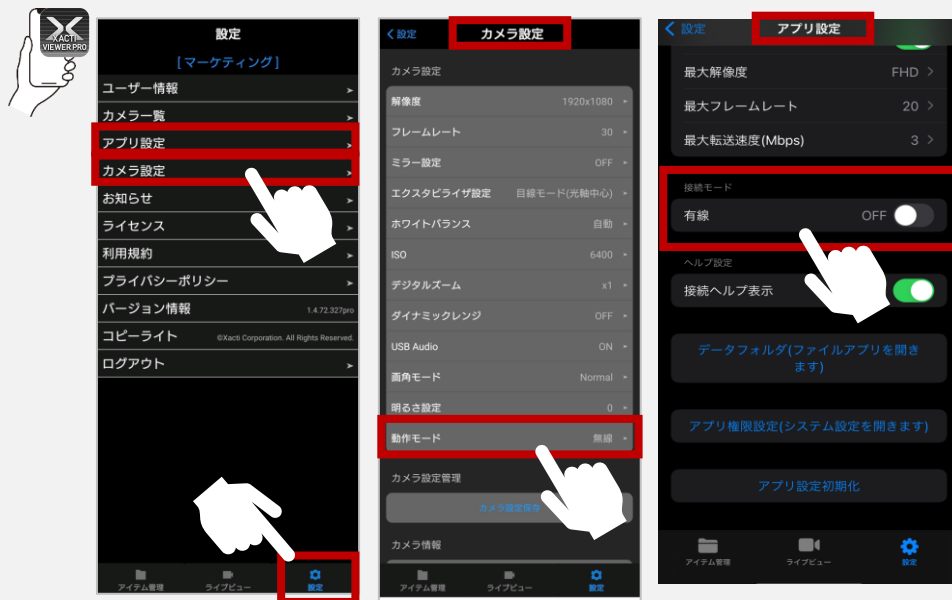 XACTI
VIEWER PRO
設定
[マーケティング]
ユーザー情報
カメラ一覧
アプリ設定
カメラ設定
お知らせ
ライセンス
利用規約
プライバシーポリシー
バージョン情報 1.4.72.327pro
コピーライト ©Xacti Corporation. All Rights Reserved.
ログアウト
アイテム管理 ライブビュー 設定
設定 カメラ設定
カメラ設定
解像度 1920x1080
フレームレート 30
ミラー設定 OFF
エクスタビライザ設定 目線モード(光軸中心)
ホワイトバランス 自動
ISO 6400
デジタルズーム x1
ダイナミックレンジ OFF
USB Audio ON
画角モード Normal
明るさ設定 0
動作モード 無線
カメラ設定管理
カメラ設定保存
カメラ情報
アイテム管理 ライブビュー 設定
設定 アプリ設定
最大解像度 FHD
最大フレームレート 20
最大転送速度(Mbps) 3
接続モード
有線 OFF
ヘルプ設定
接続ヘルプ表示
データフォルダ(ファイルアプリを開き
ます)
アプリ権限設定(システム設定を開きます)
アプリ設定初期化
アイテム管理 ライブビュー 設定